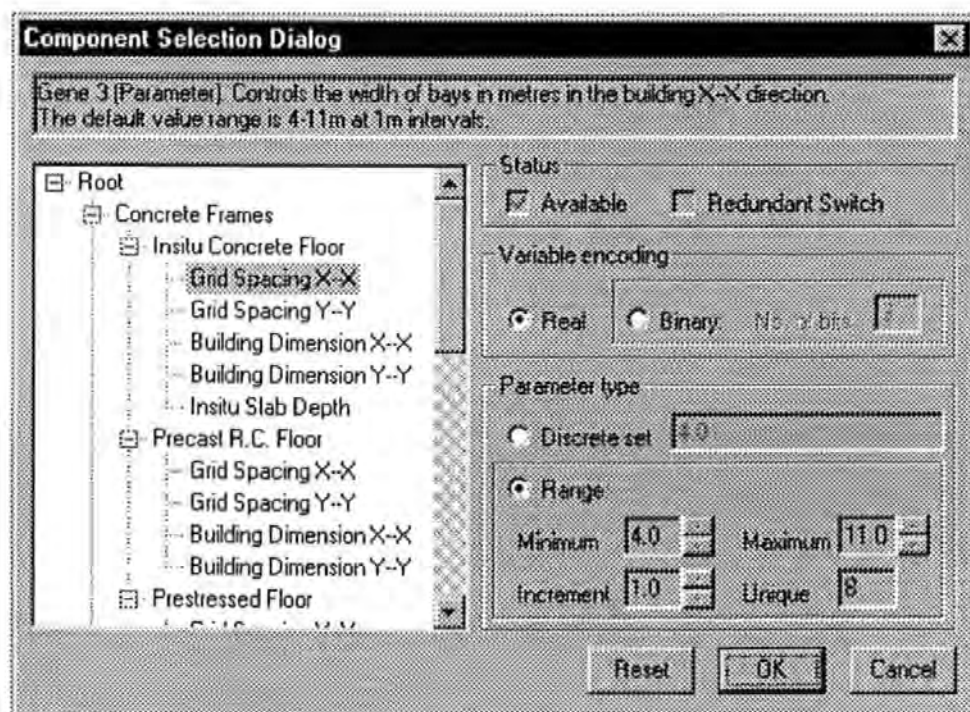 Component Selection Dialog
Gene 3 (Parameter). Controls the width of bays in metres in the building X--X direction.
The default value range is 4-11m at 1m intervals.
Root
Concrete Frames
Insitu Concrete Floor
Grid Spacing X--X
Grid Spacing Y--Y
Building Dimension X--X
Building Dimension Y--Y
Insitu Slab Depth
Precast R.C. Floor
Grid Spacing X--X
Grid Spacing Y--Y
Building Dimension X--X
Building Dimension Y--Y
Prestressed Floor
Status
Available Redundant Switch
Variable encoding
Real Binary: No. of bits
Parameter type
Discrete set 4.0
Range
Minimum 4.0 Maximum 11.0
Increment 1.0 Unique 8
Reset OK Cancel